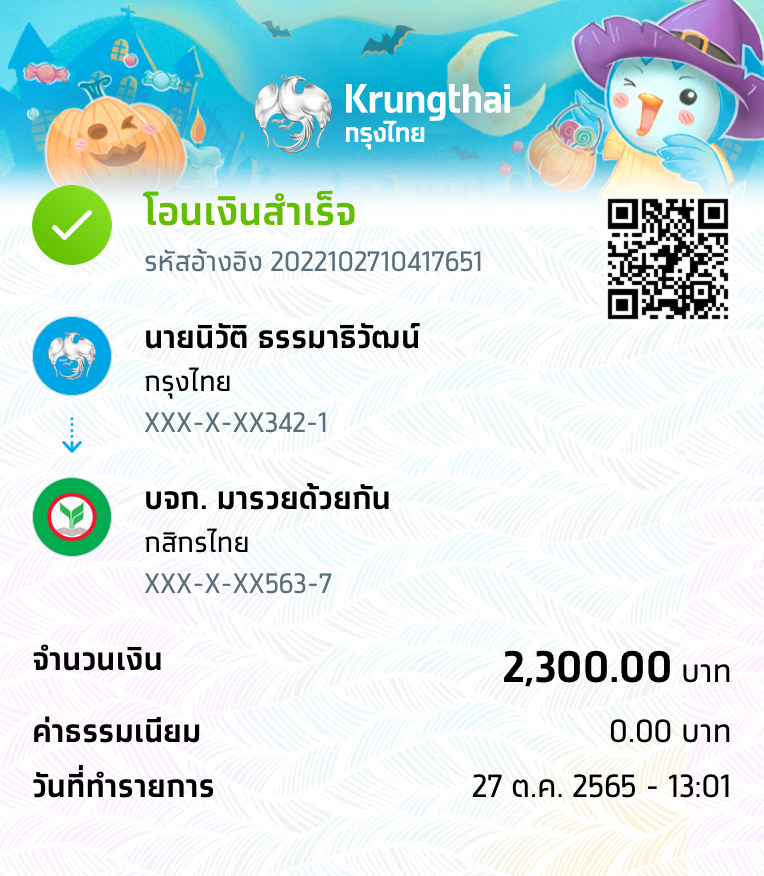 Krungthai
กรุงไทย
โอนเงินสำเร็จ
รหัสอ้างอิง 2022102710417651
นายนิวัติ ธรรมาธิวัฒน์
กรุงไทย
XXX-X-XX342-1
บจก. มารวยด้วยกัน
กสิกรไทย
XXX-X-XX563-7
จำนวนเงิน 2,300.00 บาท
ค่าธรรมเนียม 0.00 บาท
วันที่ทำรายการ 27 ต.ค. 2565 - 13:01